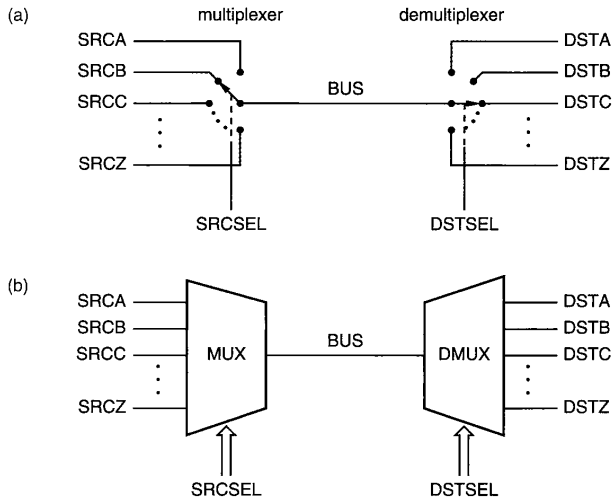 (a)
multiplexer
demultiplexer
SRCA
DSTA
SRCB
DSTB
BUS
SRCC
DSTC
SRCZ
DSTZ
SRCSEL
DSTSEL
(b)
SRCA
DSTA
SRCB
DSTB
BUS
SRCC
MUX
DMUX
DSTC
SRCZ
DSTZ
SRCSEL
DSTSEL